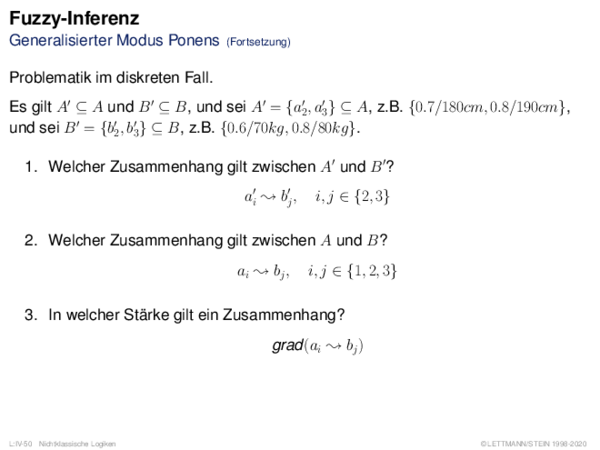 Fuzzy-Inferenz
Generalisierter Modus Ponens (Fortsetzung)
Problematik im diskreten Fall.
Es gilt A′ ⊆ A und B′ ⊆ B, und sei A′ = {a′₂, a′₃} ⊆ A, z.B. {0.7/180cm, 0.8/190cm},
und sei B′ = {b′₂, b′₃} ⊆ B, z.B. {0.6/70kg, 0.8/80kg}.
1. Welcher Zusammenhang gilt zwischen A′ und B′?
a′ᵢ ⇝ b′ⱼ, i, j ∈ {2, 3}
2. Welcher Zusammenhang gilt zwischen A und B?
aᵢ ⇝ bⱼ, i, j ∈ {1, 2, 3}
3. In welcher Stärke gilt ein Zusammenhang?
grad(aᵢ ⇝ bⱼ)
L:IV-50 Nichtklassische Logiken ©LETTMANN/STEIN 1998-2020